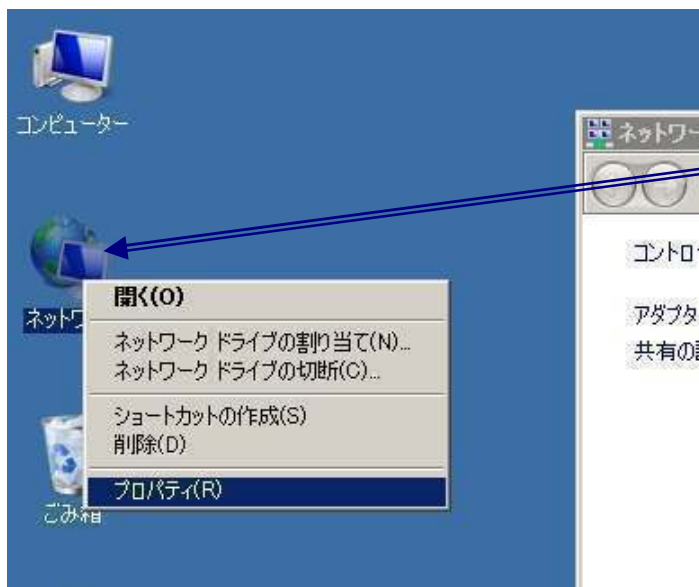 コンピューター
ネットワ
開く(O)
ネットワーク ドライブの割り当て(N)...
ネットワーク ドライブの切断(C)...
ショートカットの作成(S)
削除(D)
プロパティ(R)
ごみ箱
ネットワー
コントロ
アダプタ
共有の